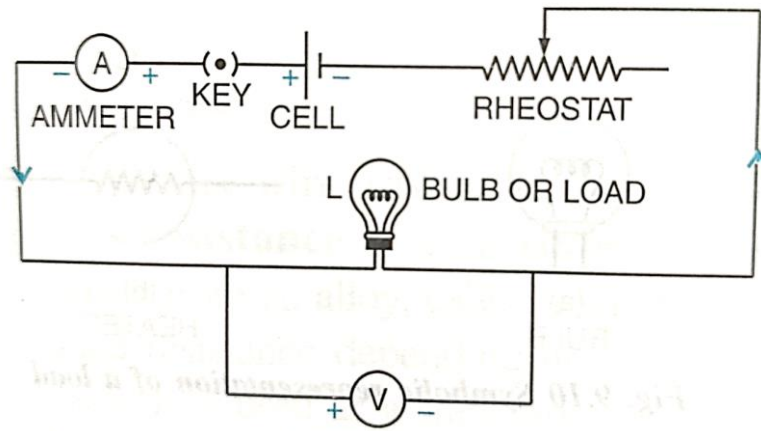 − A + (•) + −
KEY
AMMETER CELL RHEOSTAT
L BULB OR LOAD
+ V −